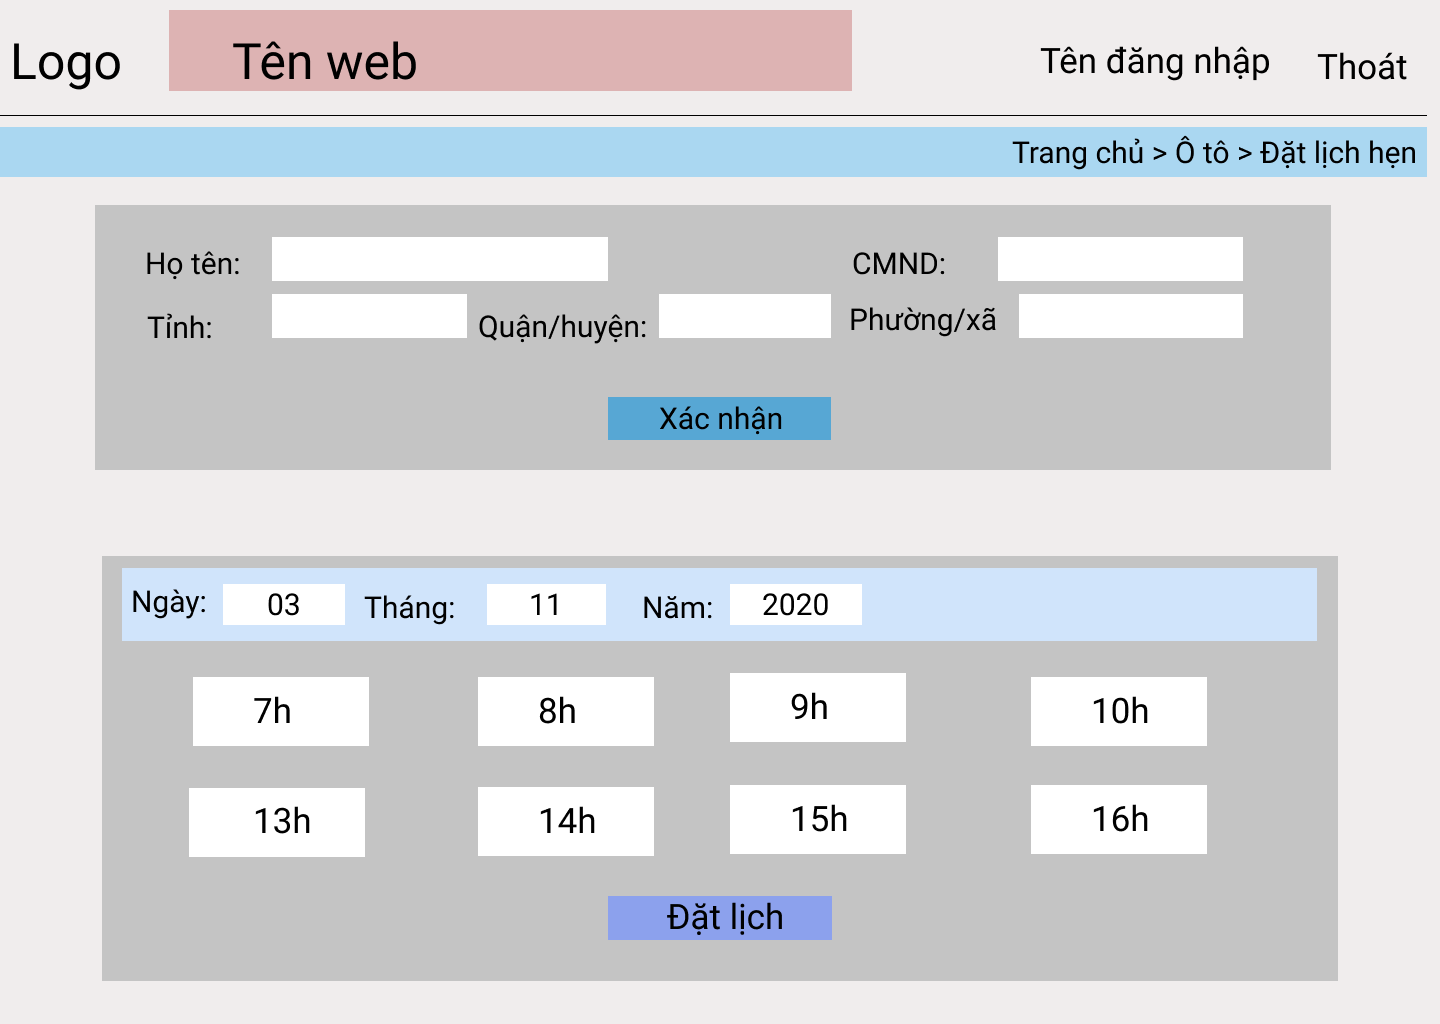 Logo Tên web Tên đăng nhập Thoát
Trang chủ > Ô tô > Đặt lịch hẹn
Họ tên: CMND:
Tỉnh: Quận/huyện: Phường/xã
Xác nhận
Ngày: 03 Tháng: 11 Năm: 2020
7h 8h 9h 10h
13h 14h 15h 16h
Đặt lịch